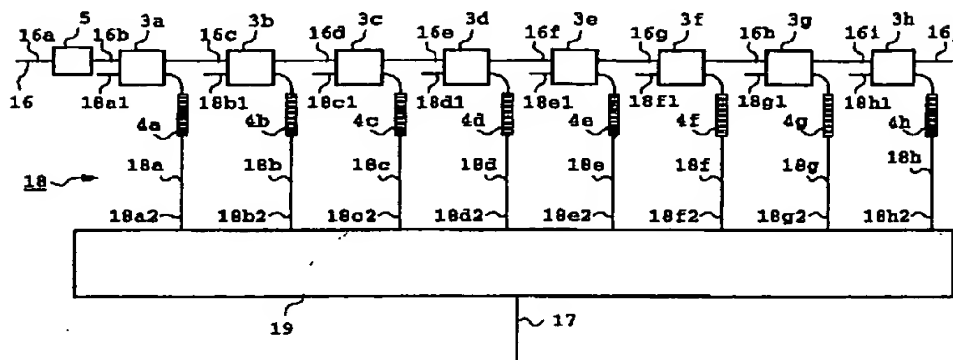 16a 5 16b 3a 16c 3b 16d 3c 16e 3d 16f 3e 16g 3f 16h 3g 16i 3h 16
16 18a1 18b1 18c1 18d1 18e1 18f1 18g1 18h1
4a 4b 4c 4d 4e 4f 4g 4h
18 18a 18b 18c 18d 18e 18f 18g 18h
18a2 18b2 18c2 18d2 18e2 18f2 18g2 18h2
19 17